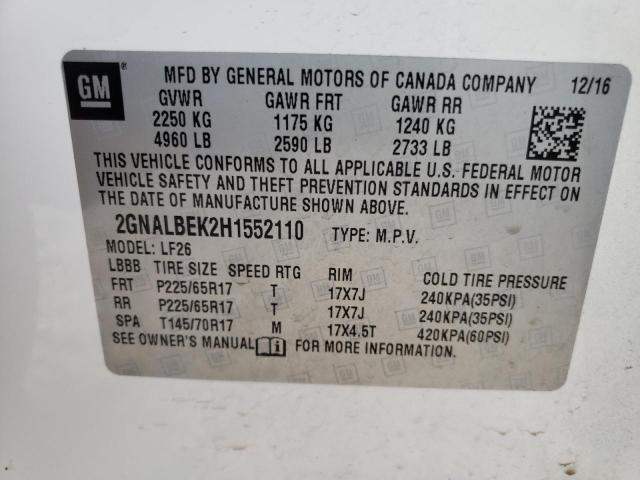 GM MFD BY GENERAL MOTORS OF CANADA COMPANY 12/16
GVWR GAWR FRT GAWR RR
2250 KG 1175 KG 1240 KG
4960 LB 2590 LB 2733 LB
THIS VEHICLE CONFORMS TO ALL APPLICABLE U.S. FEDERAL MOTOR
VEHICLE SAFETY AND THEFT PREVENTION STANDARDS IN EFFECT ON
THE DATE OF MANUFACTURE SHOWN ABOVE.
2GNALBEK2H1552110 TYPE: M.P.V.
MODEL: LF26
LBBB TIRE SIZE SPEED RTG RIM COLD TIRE PRESSURE
FRT P225/65R17 T 17X7J 240KPA(35PSI)
RR P225/65R17 T 17X7J 240KPA(35PSI)
SPA T145/70R17 M 17X4.5T 420KPA(60PSI)
SEE OWNER'S MANUAL FOR MORE INFORMATION.